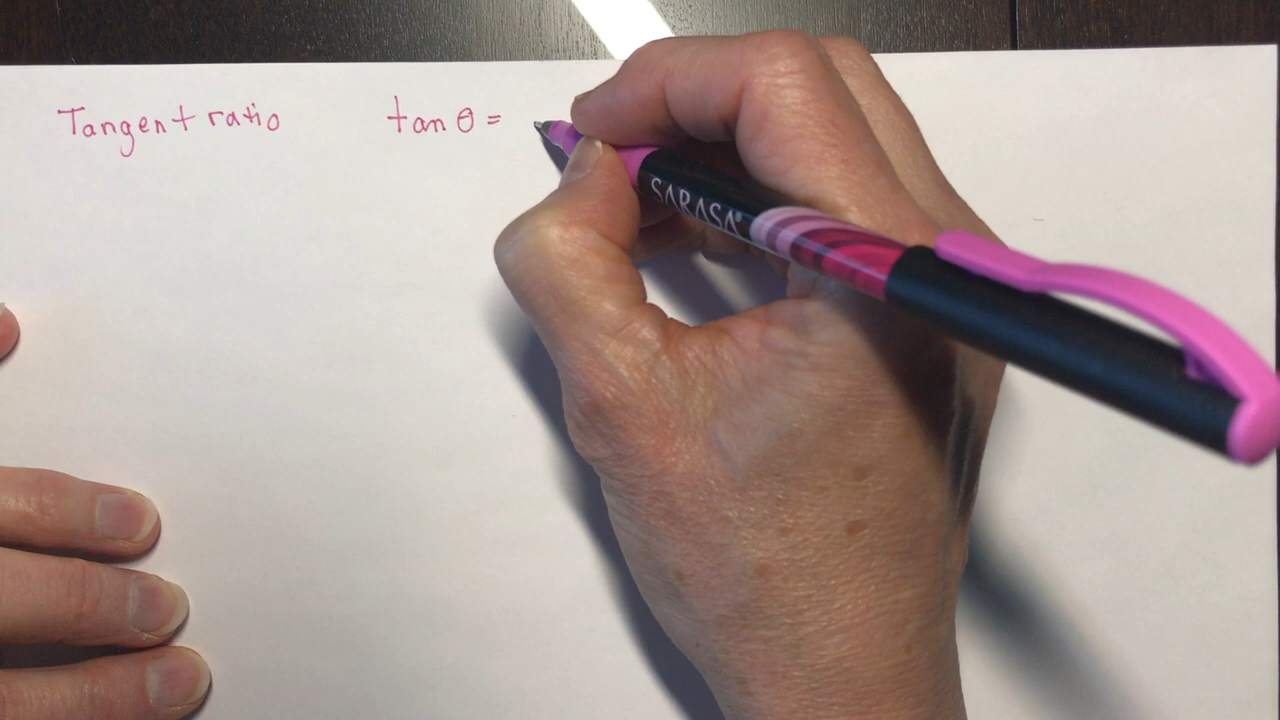 Tangent ratio tan θ =
SARASA